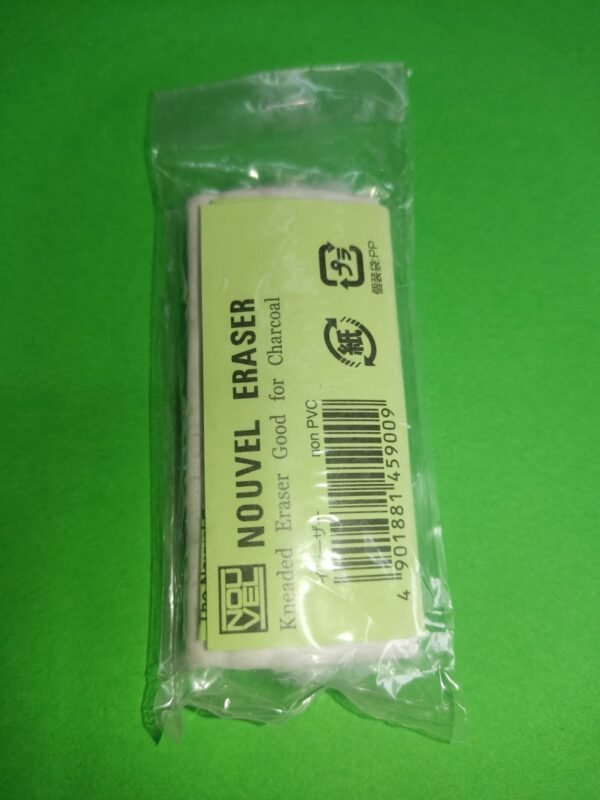 NOU
VEL
NOUVEL ERASER
Kneaded Eraser Good for Charcoal
non PVC
4 901881 459009
紙
プラ
個装袋:PP